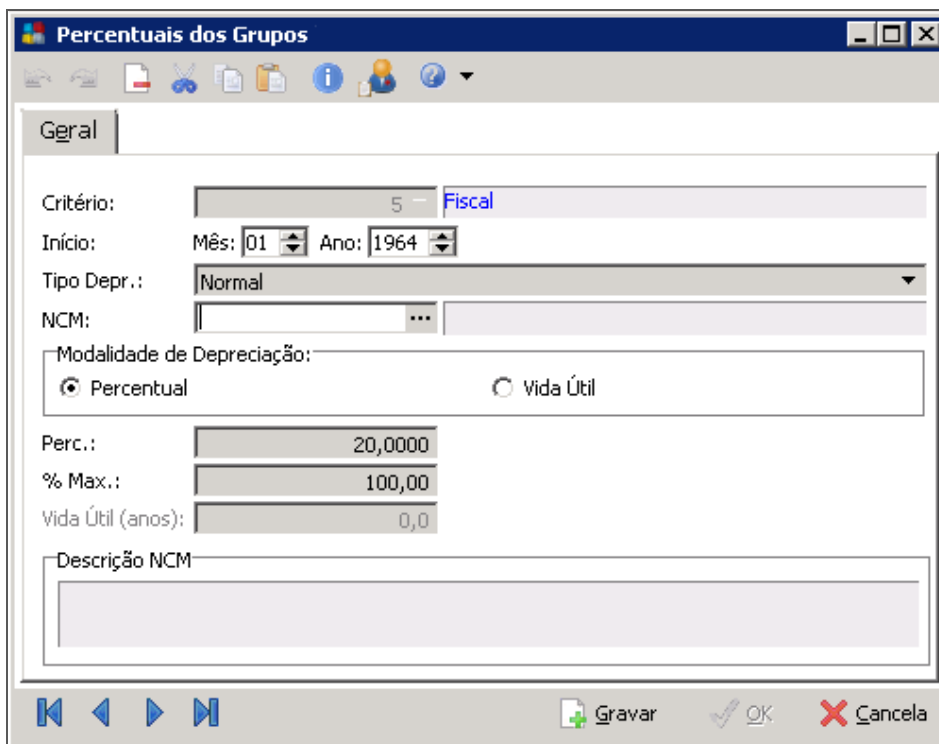 Percentuais dos Grupos
Geral
Critério: 5 Fiscal
Início: Mês: 01 Ano: 1964
Tipo Depr.: Normal
NCM: ...
Modalidade de Depreciação:
Percentual Vida Útil
Perc.: 20,0000
% Max.: 100,00
Vida Útil (anos): 0,0
Descrição NCM
Gravar OK Cancela